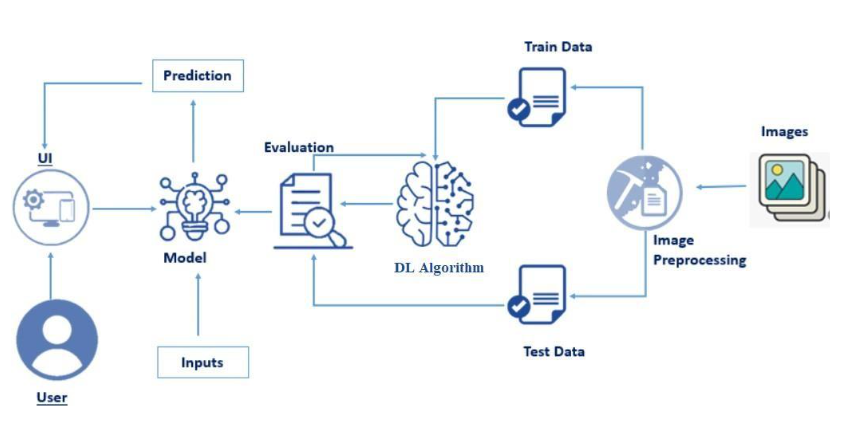 Train Data
Prediction
Images
Evaluation
UI
Image
Preprocessing
Model
DL Algorithm
Test Data
Inputs
User